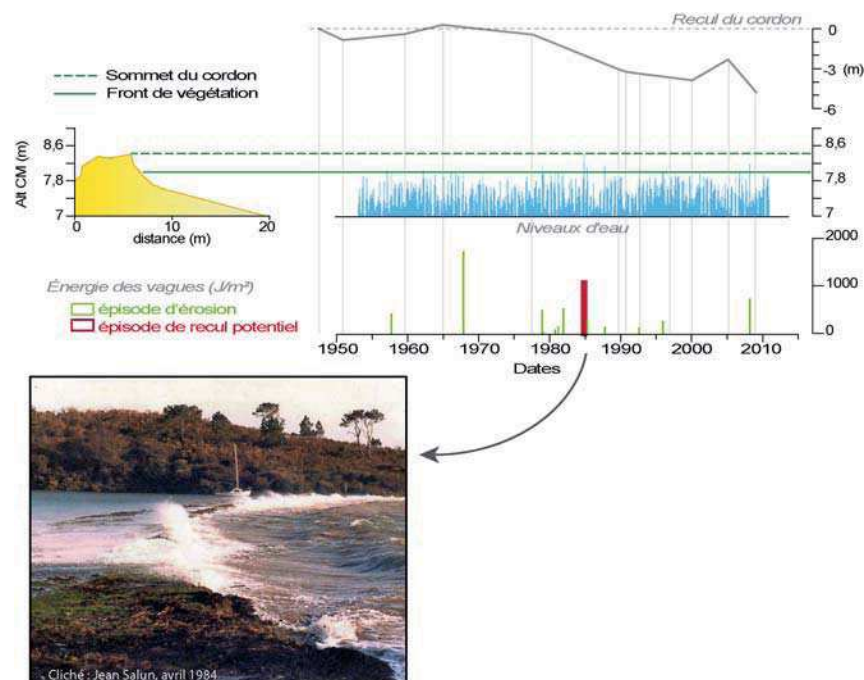 Recul du cordon
0
-3
(m)
-6
Sommet du cordon
Front de végétation
Alt CM (m)
8,6
7,8
7
0
10
20
distance (m)
8,6
7,8
7
Niveaux d'eau
2000
1000
0
Énergie des vagues (J/m²)
épisode d'érosion
épisode de recul potentiel
1950
1960
1970
1980
1990
2000
2010
Dates
Cliché : Jean Salun, avril 1984